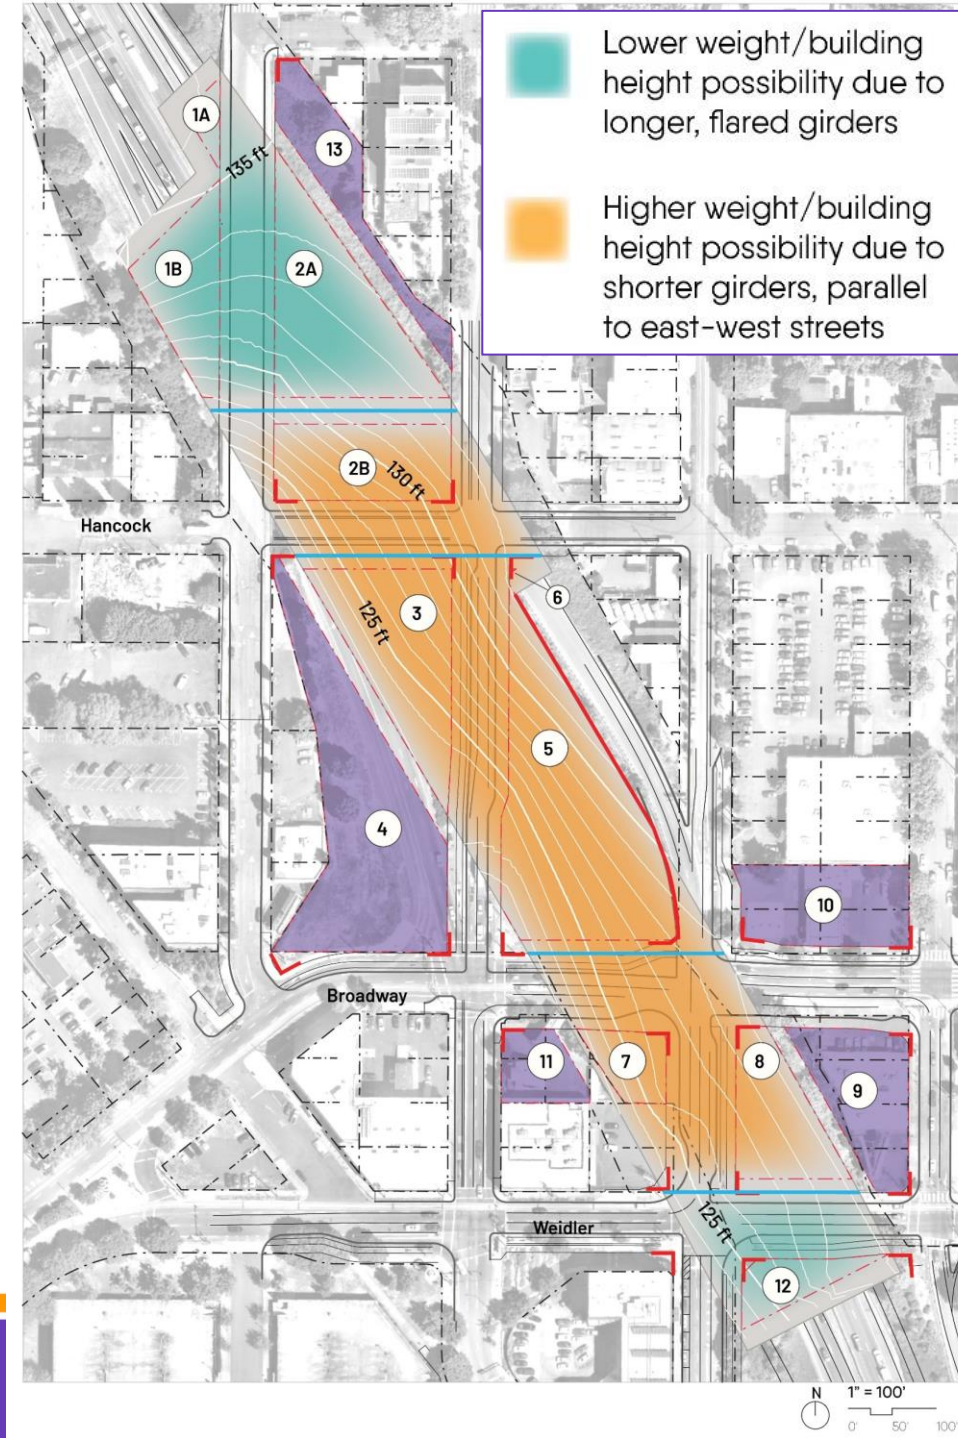 Lower weight/building
height possibility due to
longer, flared girders
Higher weight/building
height possibility due to
shorter girders, parallel
to east-west streets
1A
13
135 ft
1B
2A
2B
130 ft
Hancock
6
3
125 ft
5
4
10
Broadway
11
7
8
9
125 ft
Weidler
12
N
1" = 100'
0' 50' 100'